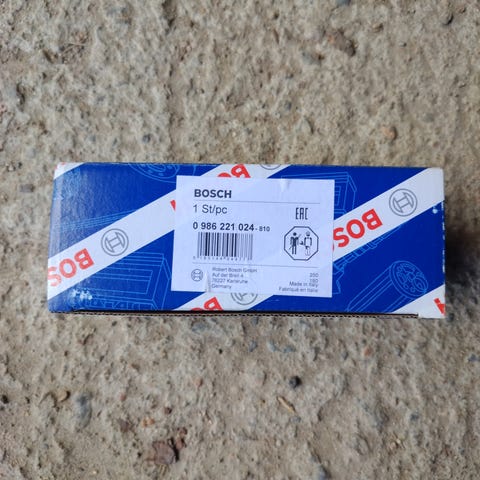 BOSCH
BOSCH
1 St/pc
EAC
0 986 221 024-810
Robert Bosch GmbH
Auf der Breit 4
76227 Karlsruhe
Germany
Made in Italy
Fabriqué en Italie
BOSCH
BOSCH
BOSCH